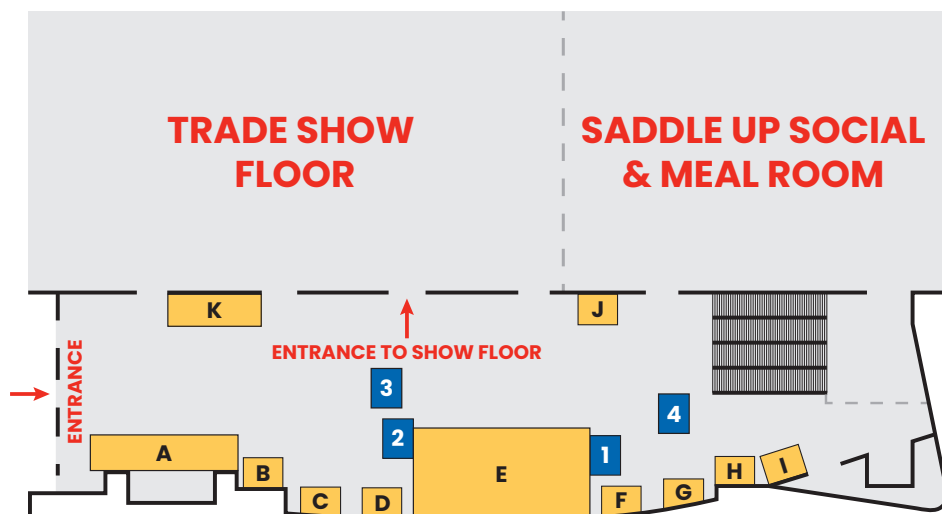 TRADE SHOW
FLOOR
SADDLE UP SOCIAL
& MEAL ROOM
K
J
ENTRANCE TO SHOW FLOOR
ENTRANCE
3
4
2
1
A
B
C
D
E
F
G
H
I